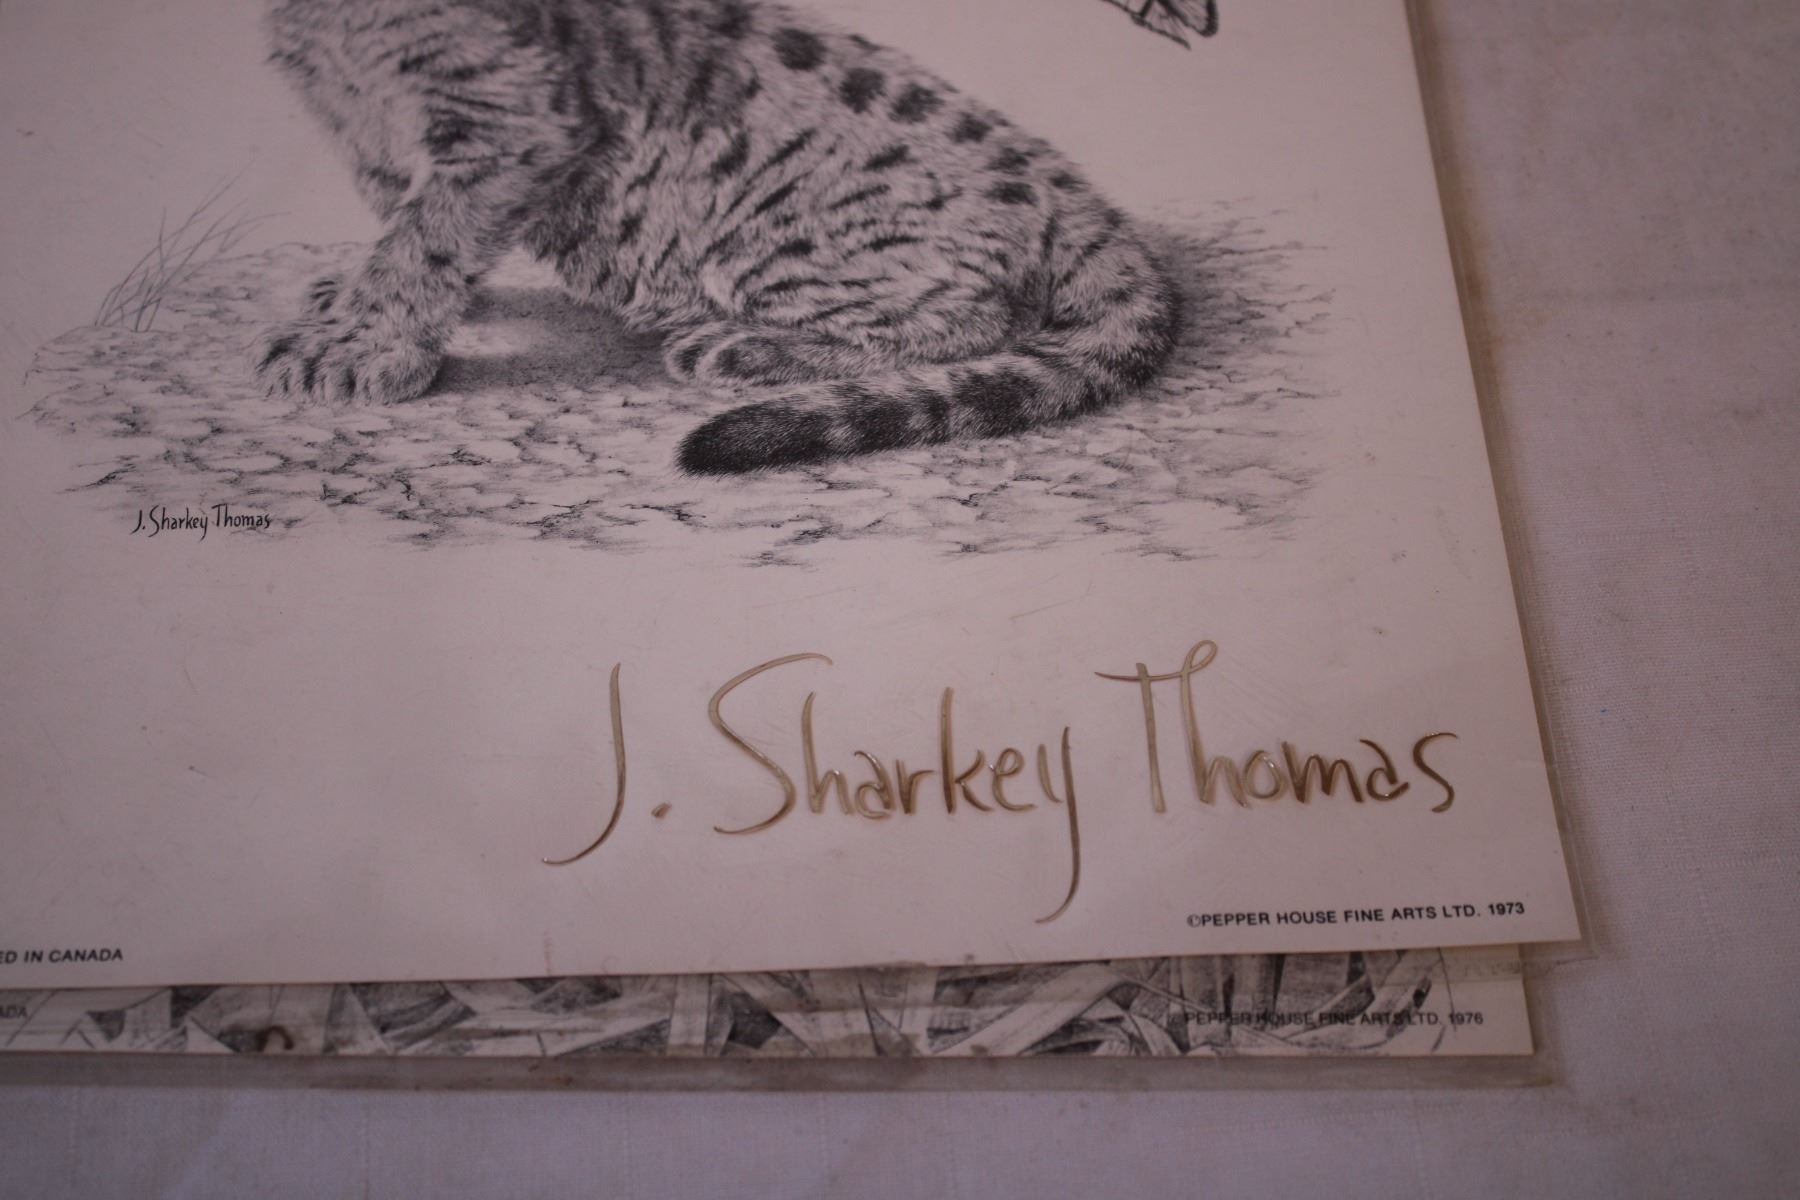 J. Sharkey Thomas
J. Sharkey Thomas
©PEPPER HOUSE FINE ARTS LTD. 1973
ED IN CANADA
ADA
©PEPPER HOUSE FINE ARTS LTD. 1976